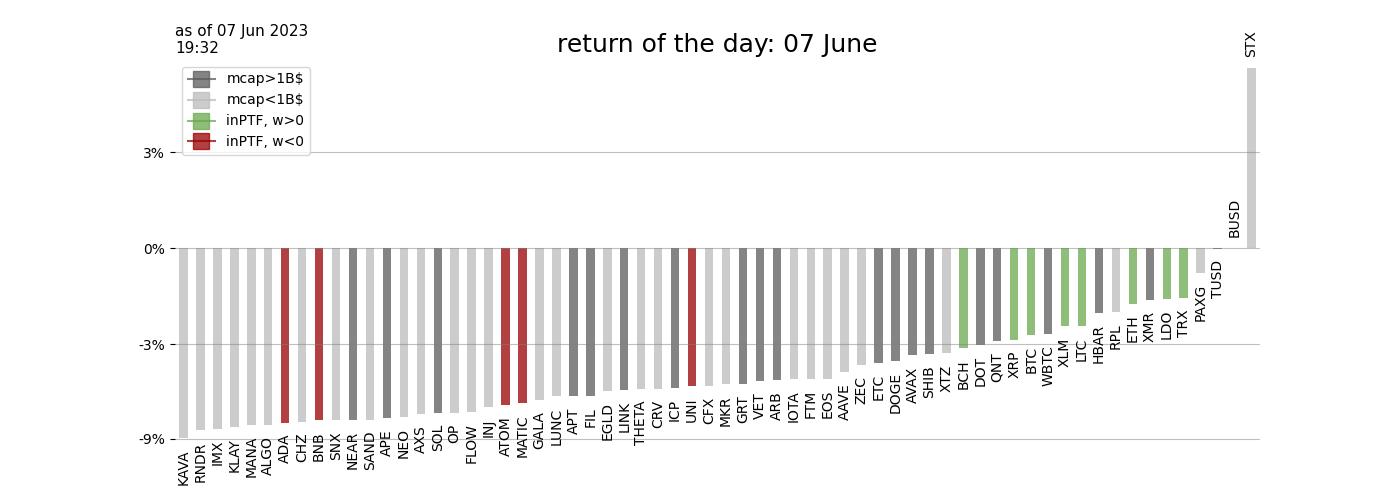 as of 07 Jun 2023
19:32
return of the day: 07 June
mcap>1B$
mcap<1B$
inPTF, w>0
inPTF, w<0
3%
0%
-3%
-9%
KAVA
RNDR
IMX
KLAY
MANA
ALGO
ADA
CHZ
BNB
SNX
NEAR
SAND
APE
NEO
AXS
SOL
OP
FLOW
INJ
ATOM
MATIC
GALA
LUNC
APT
FIL
EGLD
LINK
THETA
CRV
ICP
UNI
CFX
MKR
GRT
VET
ARB
IOTA
FTM
EOS
AAVE
ZEC
ETC
DOGE
AVAX
SHIB
XTZ
BCH
DOT
QNT
XRP
BTC
WBTC
XLM
LTC
HBAR
RPL
ETH
XMR
LDO
TRX
PAXG
TUSD
BUSD
STX